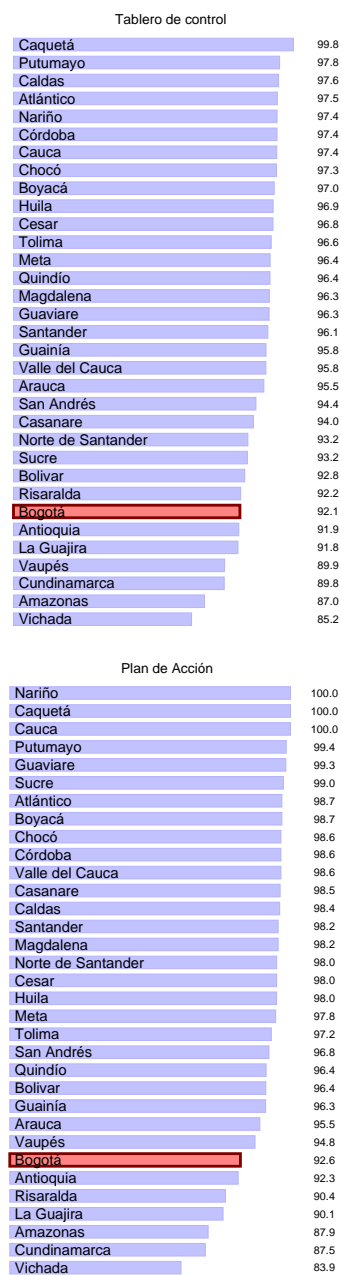 Tablero de control
Caquetá 99.8
Putumayo 97.8
Caldas 97.6
Atlántico 97.5
Nariño 97.4
Córdoba 97.4
Cauca 97.4
Chocó 97.3
Boyacá 97.0
Huila 96.9
Cesar 96.8
Tolima 96.6
Meta 96.4
Quindío 96.4
Magdalena 96.3
Guaviare 96.3
Santander 96.1
Guainía 95.8
Valle del Cauca 95.8
Arauca 95.5
San Andrés 94.4
Casanare 94.0
Norte de Santander 93.2
Sucre 93.2
Bolivar 92.8
Risaralda 92.2
Bogotá 92.1
Antioquia 91.9
La Guajira 91.8
Vaupés 89.9
Cundinamarca 89.8
Amazonas 87.0
Vichada 85.2
Plan de Acción
Nariño 100.0
Caquetá 100.0
Cauca 100.0
Putumayo 99.4
Guaviare 99.3
Sucre 99.0
Atlántico 98.7
Boyacá 98.7
Chocó 98.6
Córdoba 98.6
Valle del Cauca 98.6
Casanare 98.5
Caldas 98.4
Santander 98.2
Magdalena 98.2
Norte de Santander 98.0
Cesar 98.0
Huila 98.0
Meta 97.8
Tolima 97.2
San Andrés 96.8
Quindío 96.4
Bolivar 96.4
Guainía 96.3
Arauca 95.5
Vaupés 94.8
Bogotá 92.6
Antioquia 92.3
Risaralda 90.4
La Guajira 90.1
Amazonas 87.9
Cundinamarca 87.5
Vichada 83.9